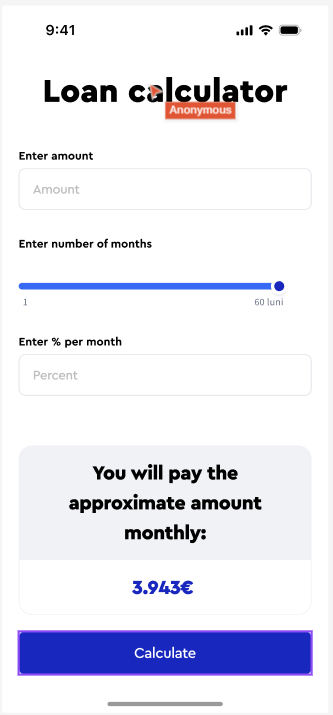 9:41
Loan calculator
Anonymous
Enter amount
Amount
Enter number of months
1
60 luni
Enter % per month
Percent
You will pay the
approximate amount
monthly:
3.943€
Calculate